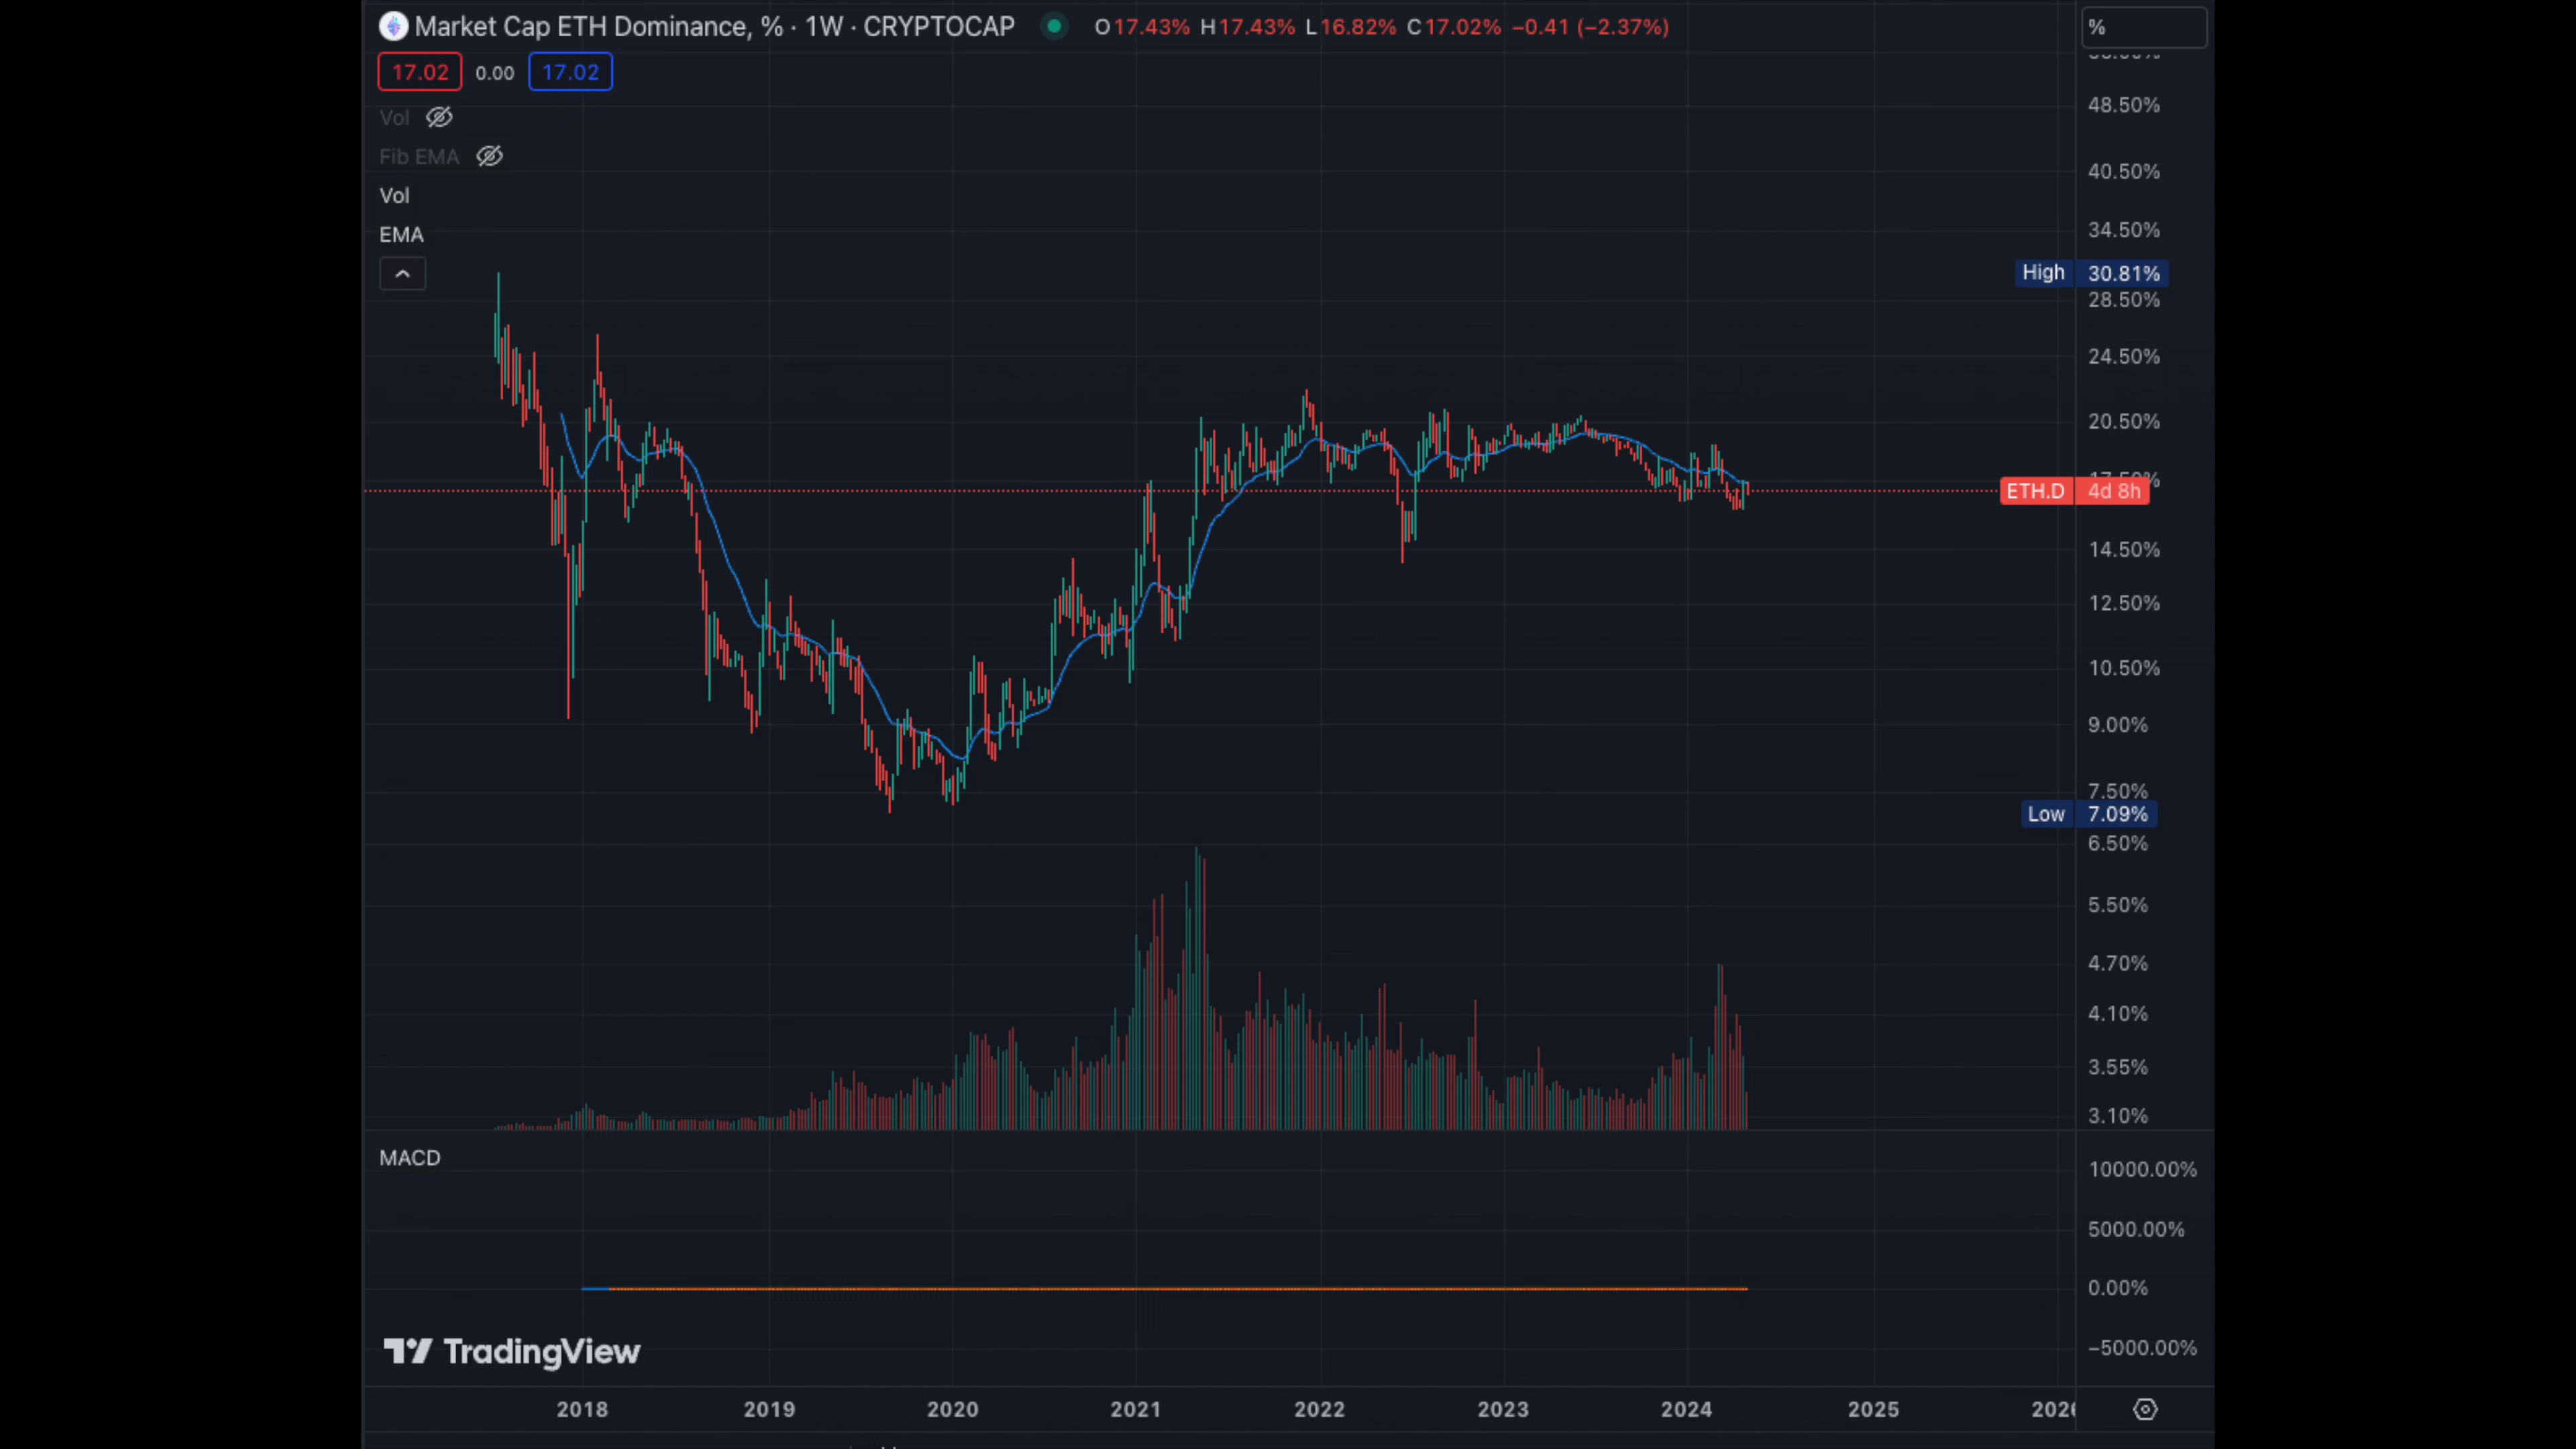 Market Cap ETH Dominance, % · 1W · CRYPTOCAP O17.43% H17.43% L16.82% C17.02% −0.41 (−2.37%)
%
17.02 0.00 17.02
Vol
Fib EMA
Vol
EMA
48.50%
40.50%
34.50%
High 30.81%
28.50%
24.50%
20.50%
ETH.D 4d 8h
14.50%
12.50%
10.50%
9.00%
7.50%
Low 7.09%
6.50%
5.50%
4.70%
4.10%
3.55%
3.10%
MACD
10000.00%
5000.00%
0.00%
−5000.00%
TradingView
2018 2019 2020 2021 2022 2023 2024 2025